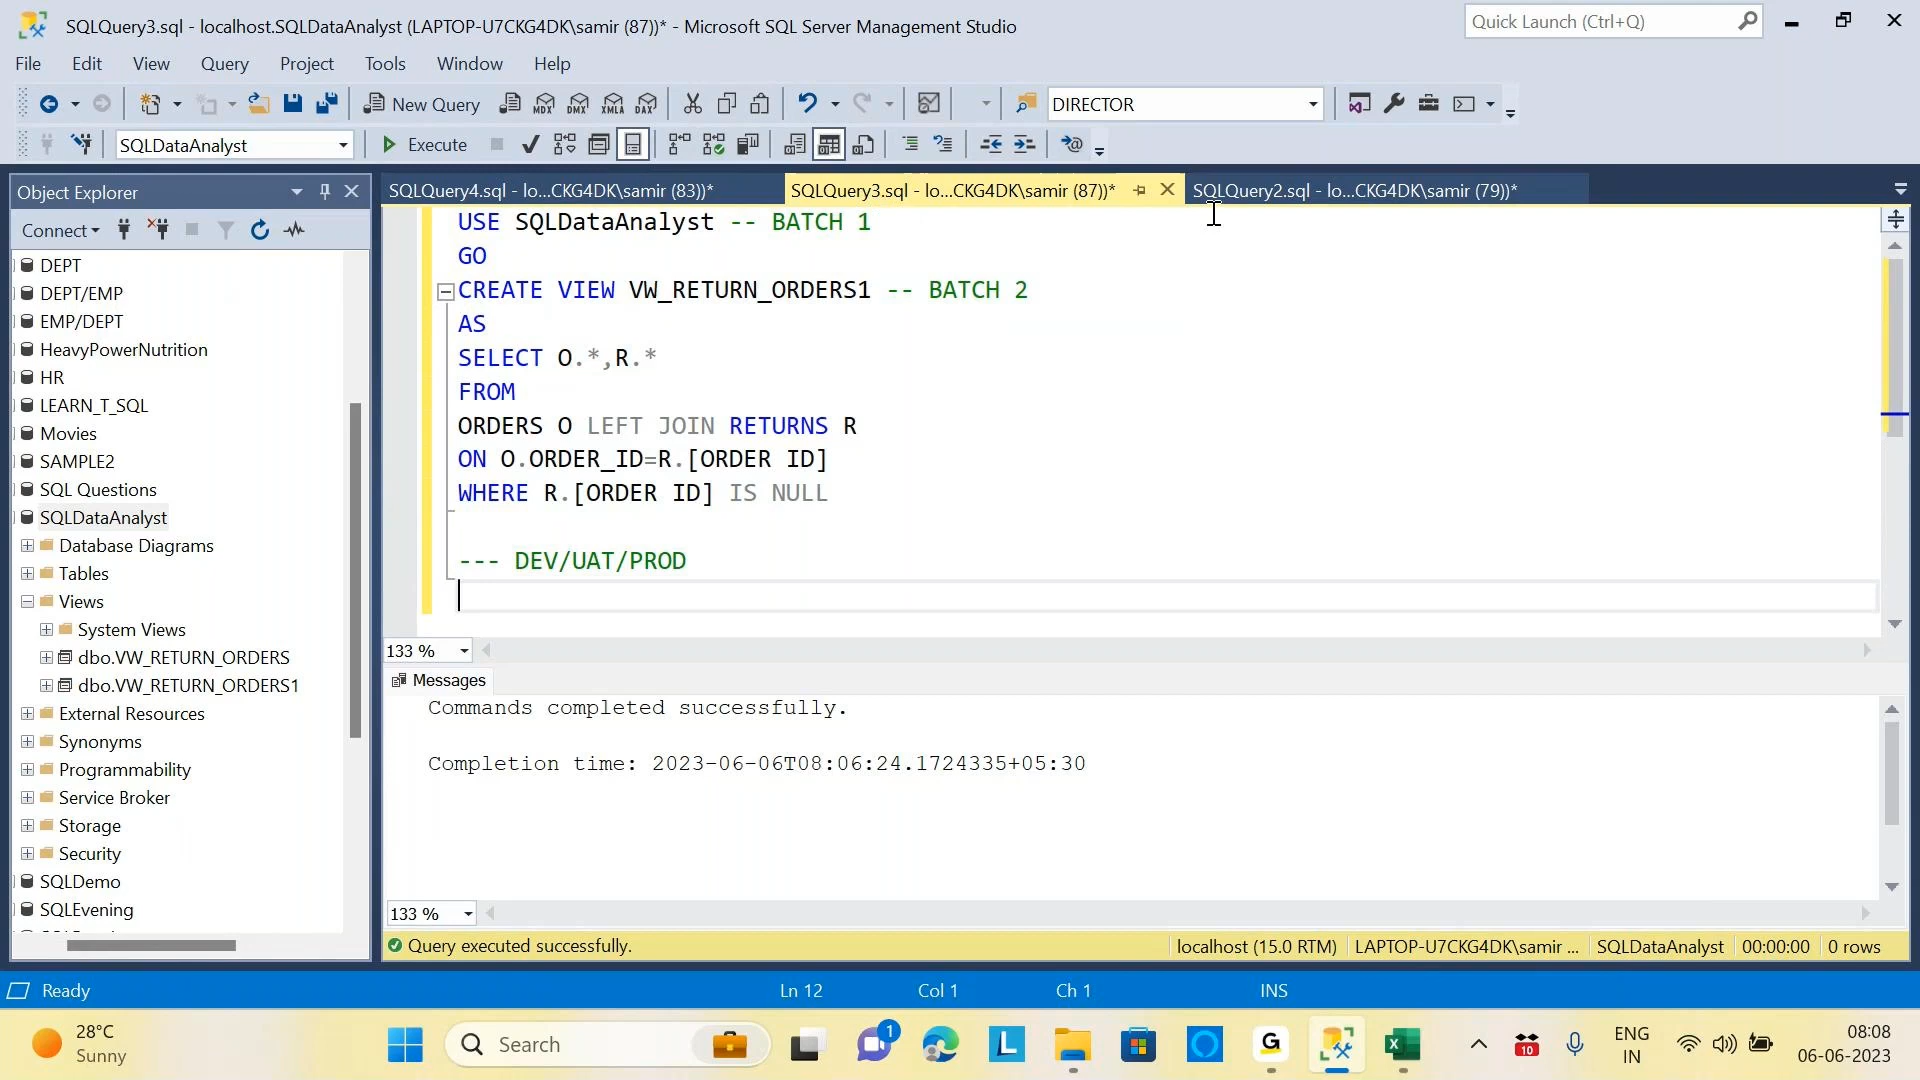 SQLQuery3.sql - localhost.SQLDataAnalyst (LAPTOP-U7CKG4DK\samir (87))* - Microsoft SQL Server Management Studio
Quick Launch (Ctrl+Q)
File Edit View Query Project Tools Window Help
New Query MDX DMX XMLA DAX DIRECTOR
SQLDataAnalyst Execute
Object Explorer
Connect
DEPT
DEPT/EMP
EMP/DEPT
HeavyPowerNutrition
HR
LEARN_T_SQL
Movies
SAMPLE2
SQL Questions
SQLDataAnalyst
Database Diagrams
Tables
Views
System Views
dbo.VW_RETURN_ORDERS
dbo.VW_RETURN_ORDERS1
External Resources
Synonyms
Programmability
Service Broker
Storage
Security
SQLDemo
SQLEvening
SQLQuery4.sql - lo...CKG4DK\samir (83))*
SQLQuery3.sql - lo...CKG4DK\samir (87))*
SQLQuery2.sql - lo...CKG4DK\samir (79))*
USE SQLDataAnalyst -- BATCH 1
GO
CREATE VIEW VW_RETURN_ORDERS1 -- BATCH 2
AS
SELECT O.*,R.*
FROM
ORDERS O LEFT JOIN RETURNS R
ON O.ORDER_ID=R.[ORDER ID]
WHERE R.[ORDER ID] IS NULL
--- DEV/UAT/PROD
133 %
Messages
Commands completed successfully.
Completion time: 2023-06-06T08:06:24.1724335+05:30
133 %
Query executed successfully. localhost (15.0 RTM) LAPTOP-U7CKG4DK\samir ... SQLDataAnalyst 00:00:00 0 rows
Ready Ln 12 Col 1 Ch 1 INS
28°C
Sunny
Search
1
L
G
X
10
ENG
IN
08:08
06-06-2023